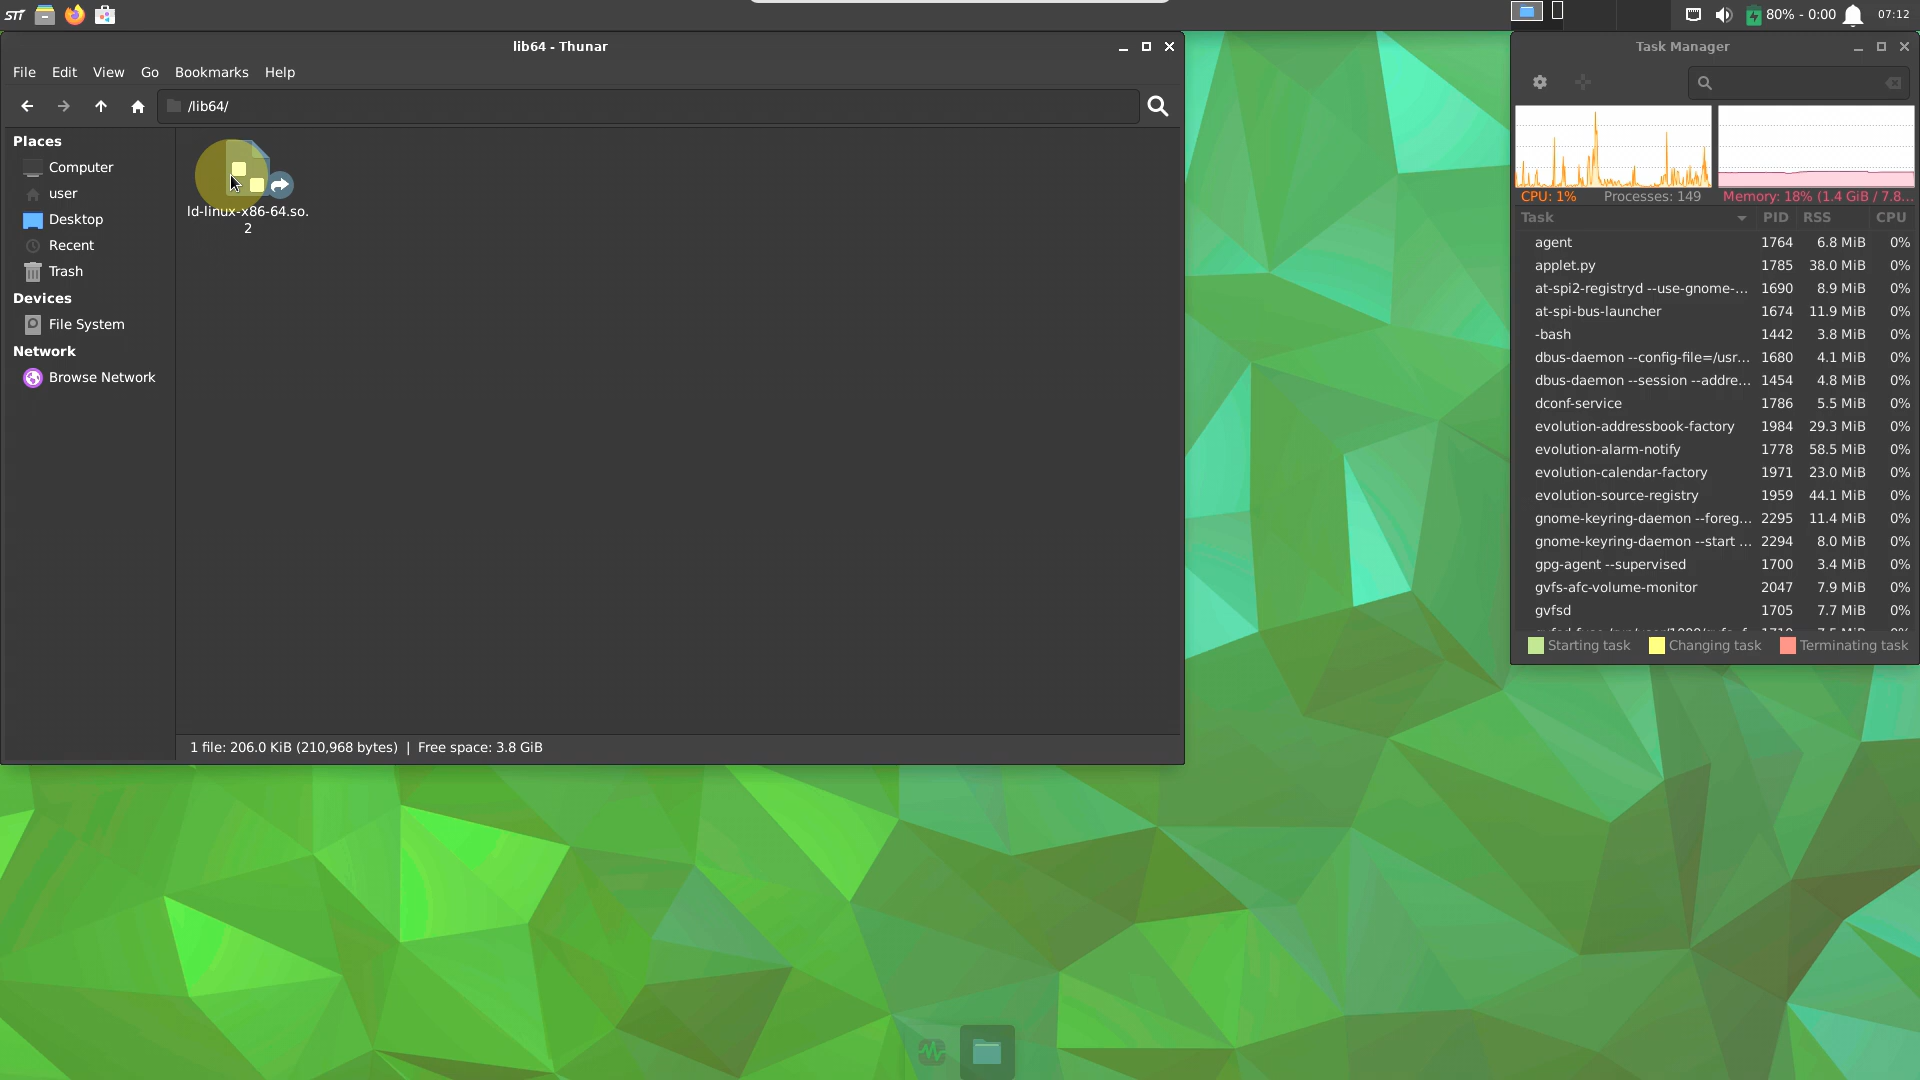 80% - 0:00
07:12
lib64 - Thunar
File Edit View Go Bookmarks Help
/lib64/
Places
Computer
user
Desktop
Recent
Trash
Devices
File System
Network
Browse Network
ld-linux-x86-64.so.
2
1 file: 206.0 KiB (210,968 bytes) | Free space: 3.8 GiB
Task Manager
CPU: 1% Processes: 149 Memory: 18% (1.4 GiB / 7.8...
Task PID RSS CPU
agent 1764 6.8 MiB 0%
applet.py 1785 38.0 MiB 0%
at-spi2-registryd --use-gnome-... 1690 8.9 MiB 0%
at-spi-bus-launcher 1674 11.9 MiB 0%
-bash 1442 3.8 MiB 0%
dbus-daemon --config-file=/usr... 1680 4.1 MiB 0%
dbus-daemon --session --addre... 1454 4.8 MiB 0%
dconf-service 1786 5.5 MiB 0%
evolution-addressbook-factory 1984 29.3 MiB 0%
evolution-alarm-notify 1778 58.5 MiB 0%
evolution-calendar-factory 1971 23.0 MiB 0%
evolution-source-registry 1959 44.1 MiB 0%
gnome-keyring-daemon --foreg... 2295 11.4 MiB 0%
gnome-keyring-daemon --start ... 2294 8.0 MiB 0%
gpg-agent --supervised 1700 3.4 MiB 0%
gvfs-afc-volume-monitor 2047 7.9 MiB 0%
gvfsd 1705 7.7 MiB 0%
Starting task Changing task Terminating task